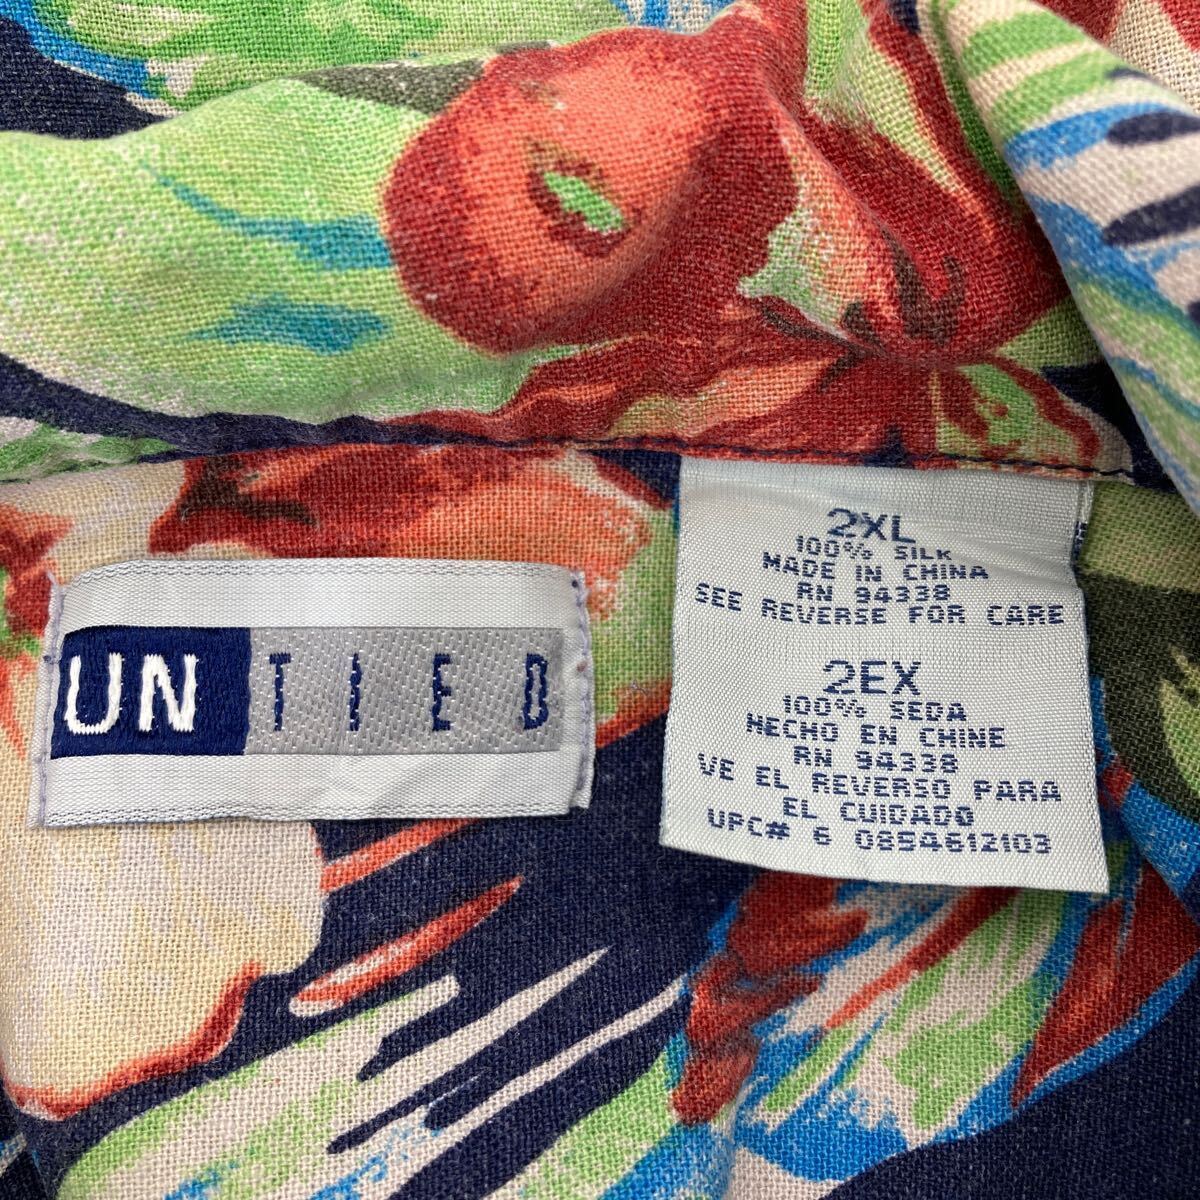 UNTIED
2XL
100% SILK
MADE IN CHINA
RN 94338
SEE REVERSE FOR CARE
2EX
100% SEDA
HECHO EN CHINE
RN 94338
VE EL REVERSO PARA
EL CUIDADO
UPC# 6 0894612103